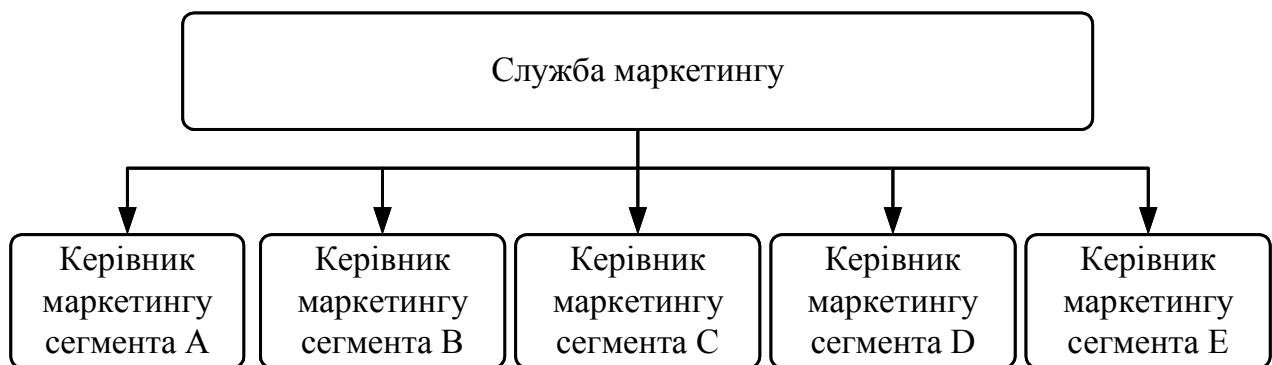 Служба маркетингу
Керівник
маркетингу
сегмента A
Керівник
маркетингу
сегмента B
Керівник
маркетингу
сегмента C
Керівник
маркетингу
сегмента D
Керівник
маркетингу
сегмента E